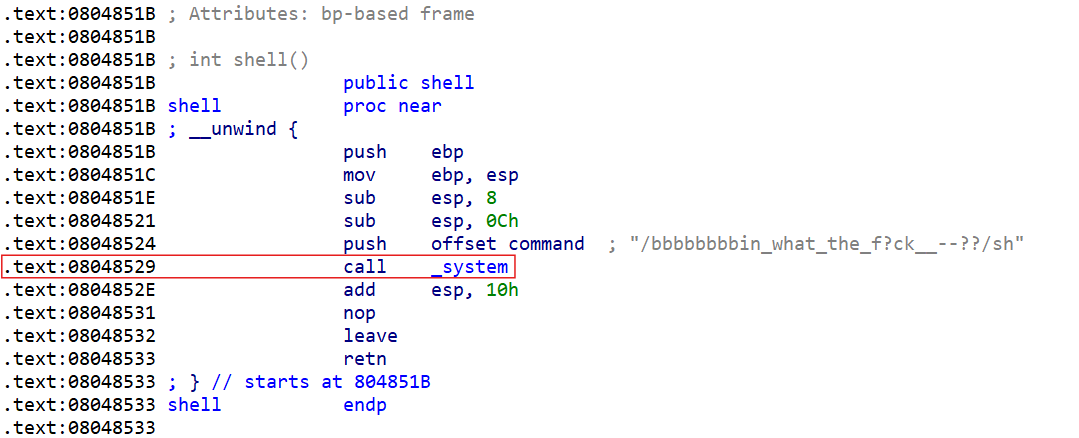 .text:0804851B ; Attributes: bp-based frame
.text:0804851B
.text:0804851B ; int shell()
.text:0804851B public shell
.text:0804851B shell proc near
.text:0804851B ; __unwind {
.text:0804851B push ebp
.text:0804851C mov ebp, esp
.text:0804851E sub esp, 8
.text:08048521 sub esp, 0Ch
.text:08048524 push offset command ; "/bbbbbbbbin_what_the_f?ck__--??/sh"
.text:08048529 call _system
.text:0804852E add esp, 10h
.text:08048531 nop
.text:08048532 leave
.text:08048533 retn
.text:08048533 ; } // starts at 804851B
.text:08048533 shell endp
.text:08048533